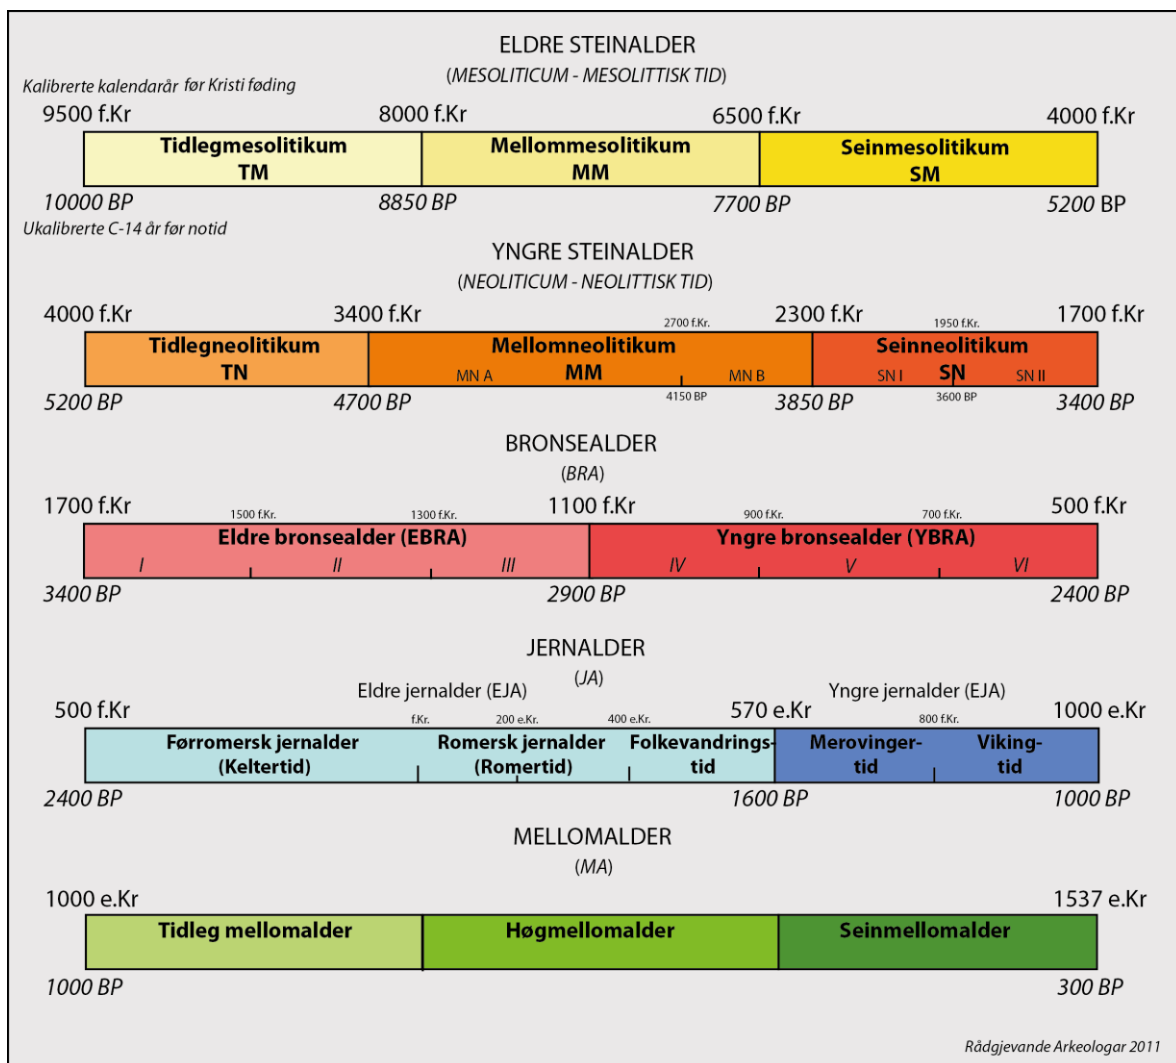 ELDRE STEINALDER
(MESOLITICUM - MESOLITTISK TID)
Kalibrerte kalendarår før Kristi føding
9500 f.Kr 8000 f.Kr 6500 f.Kr 4000 f.Kr
Tidlegmesolitikum Mellommesolitikum Seinmesolitikum
TM MM SM
10000 BP 8850 BP 7700 BP 5200 BP
Ukalibrerte C-14 år før notid
YNGRE STEINALDER
(NEOLITICUM - NEOLITTISK TID)
4000 f.Kr 3400 f.Kr 2700 f.Kr. 2300 f.Kr 1950 f.Kr. 1700 f.Kr
Tidlegneolitikum Mellomneolitikum Seinneolitikum
TN MN A MM MN B SN I SN SN II
5200 BP 4700 BP 4150 BP 3850 BP 3600 BP 3400 BP
BRONSEALDER
(BRA)
1700 f.Kr 1500 f.Kr. 1300 f.Kr. 1100 f.Kr 900 f.Kr. 700 f.Kr. 500 f.Kr
Eldre bronsealder (EBRA) Yngre bronsealder (YBRA)
I II III IV V VI
3400 BP 2900 BP 2400 BP
JERNALDER
(JA)
Eldre jernalder (EJA) Yngre jernalder (EJA)
500 f.Kr f.Kr. 200 e.Kr. 400 e.Kr. 570 e.Kr 800 f.Kr. 1000 e.Kr
Førromersk jernalder Romersk jernalder Folkevandrings- Merovinger- Viking-
(Keltertid) (Romertid) tid tid tid
2400 BP 1600 BP 1000 BP
MELLOMALDER
(MA)
1000 e.Kr 1537 e.Kr
Tidleg mellomalder Høgmellomalder Seinmellomalder
1000 BP 300 BP
Rådgjevande Arkeologar 2011